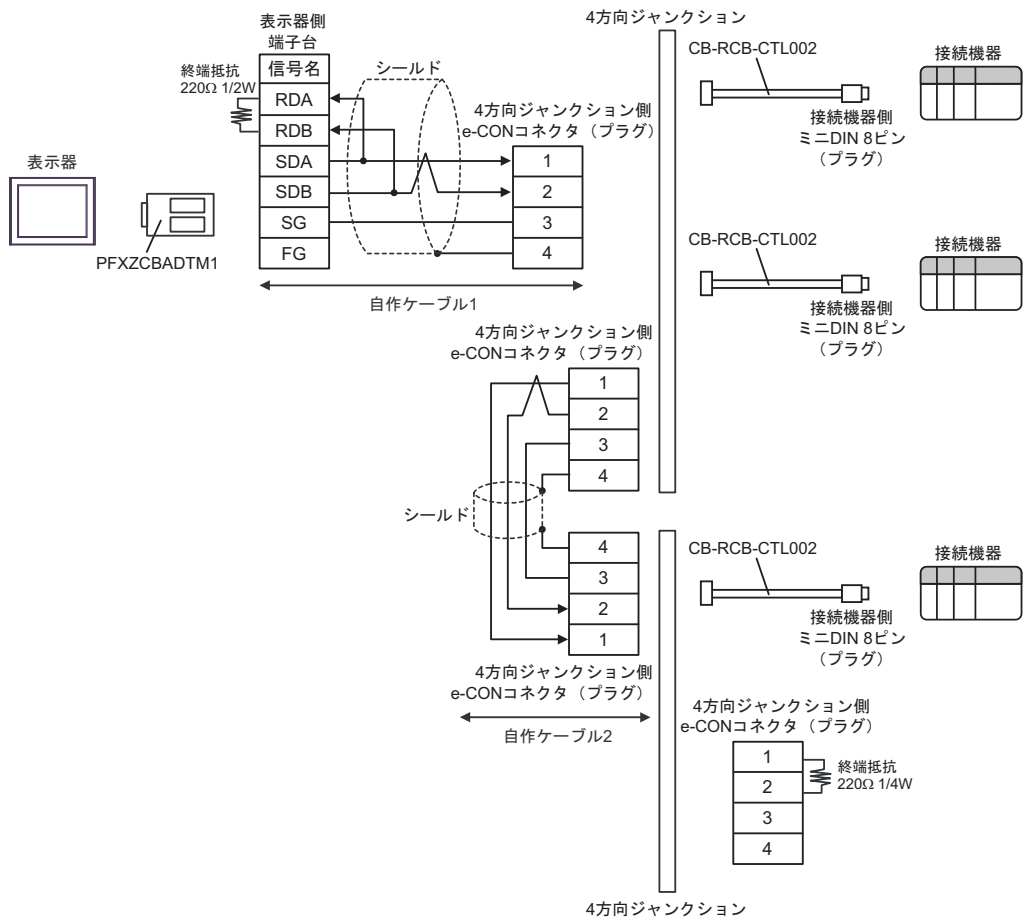 4方向ジャンクション
表示器側
端子台
信号名
RDA
RDB
SDA
SDB
SG
FG
終端抵抗
220Ω 1/2W
シールド
4方向ジャンクション側
e-CONコネクタ（プラグ）
1
2
3
4
表示器
PFXZCBADTM1
自作ケーブル1
CB-RCB-CTL002
接続機器側
ミニDIN 8ピン
（プラグ）
接続機器
CB-RCB-CTL002
接続機器側
ミニDIN 8ピン
（プラグ）
接続機器
4方向ジャンクション側
e-CONコネクタ（プラグ）
1
2
3
4
シールド
4
3
2
1
4方向ジャンクション側
e-CONコネクタ（プラグ）
自作ケーブル2
CB-RCB-CTL002
接続機器側
ミニDIN 8ピン
（プラグ）
接続機器
4方向ジャンクション側
e-CONコネクタ（プラグ）
1
2
3
4
終端抵抗
220Ω 1/4W
4方向ジャンクション